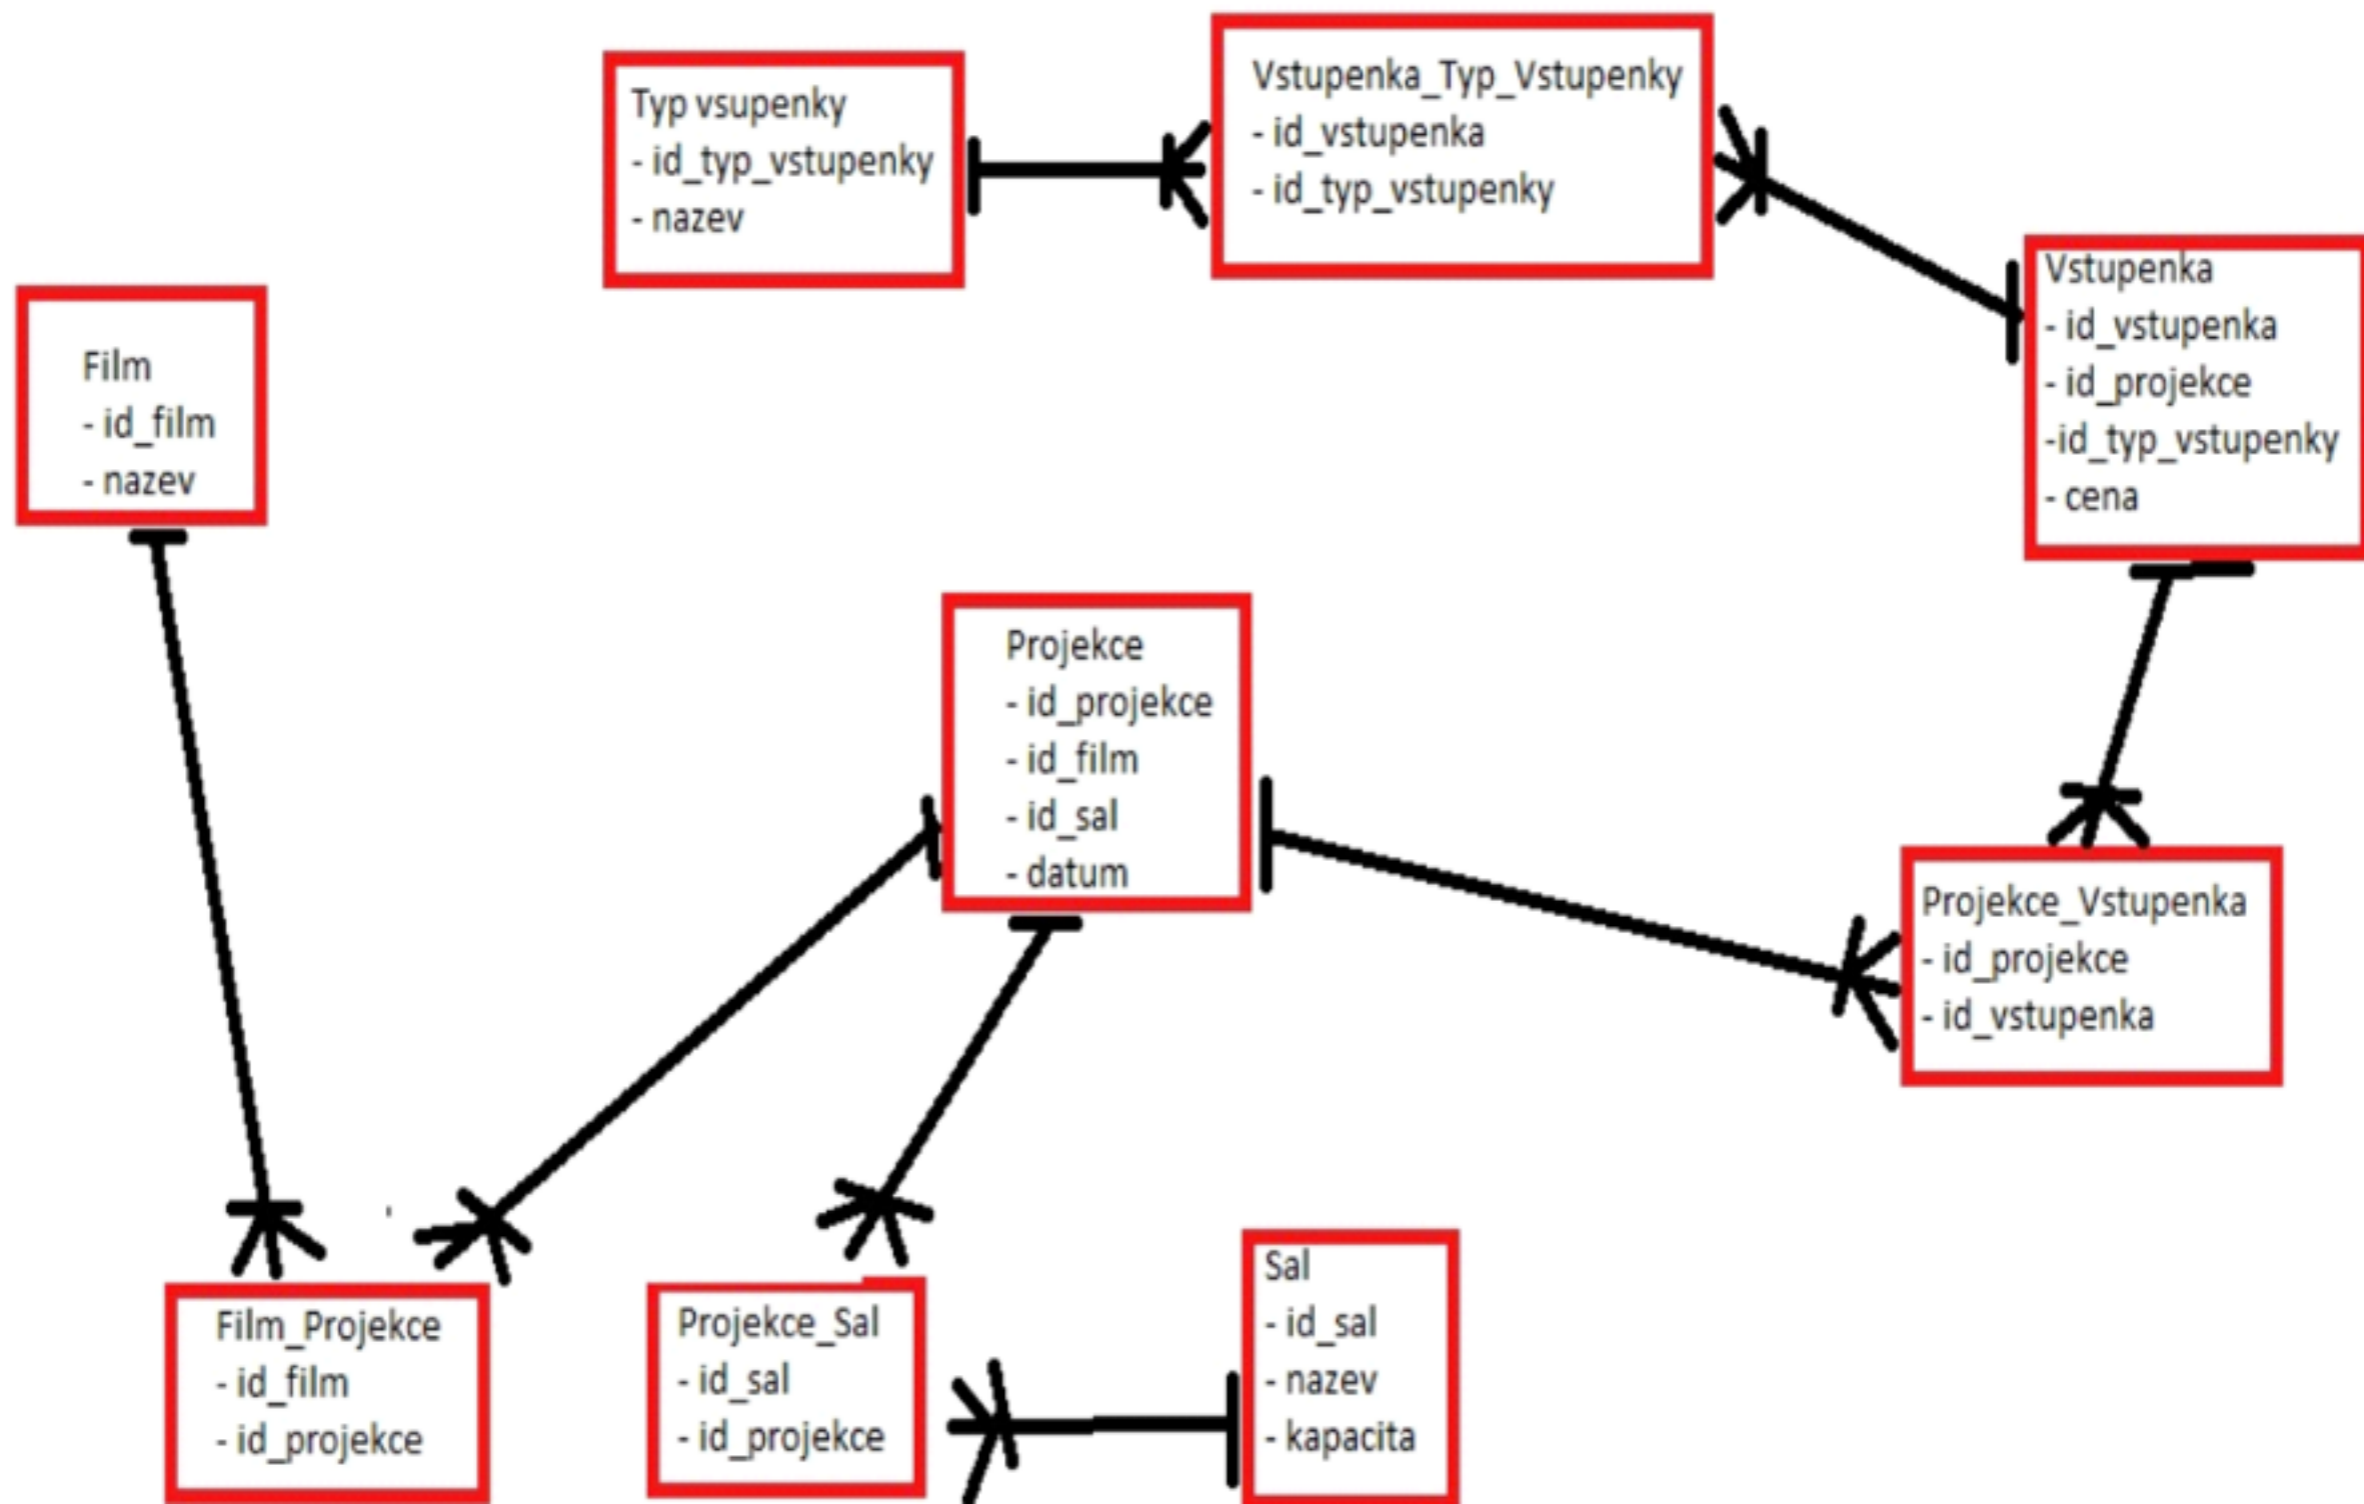 Typ vsupenky
- id_typ_vstupenky
- nazev
Vstupenka_Typ_Vstupenky
- id_vstupenka
- id_typ_vstupenky
Vstupenka
- id_vstupenka
- id_projekce
-id_typ_vstupenky
- cena
Film
- id_film
- nazev
Projekce
- id_projekce
- id_film
- id_sal
- datum
Projekce_Vstupenka
- id_projekce
- id_vstupenka
Film_Projekce
- id_film
- id_projekce
Projekce_Sal
- id_sal
- id_projekce
Sal
- id_sal
- nazev
- kapacita